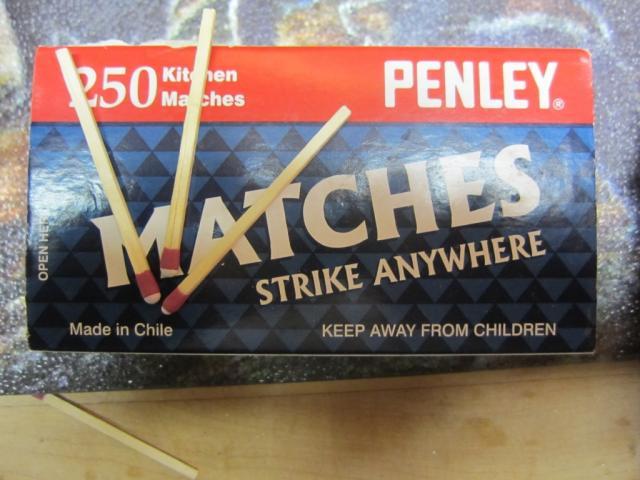 250 Kitchen
Matches
PENLEY®
MATCHES
STRIKE ANYWHERE
OPEN HERE
Made in Chile
KEEP AWAY FROM CHILDREN